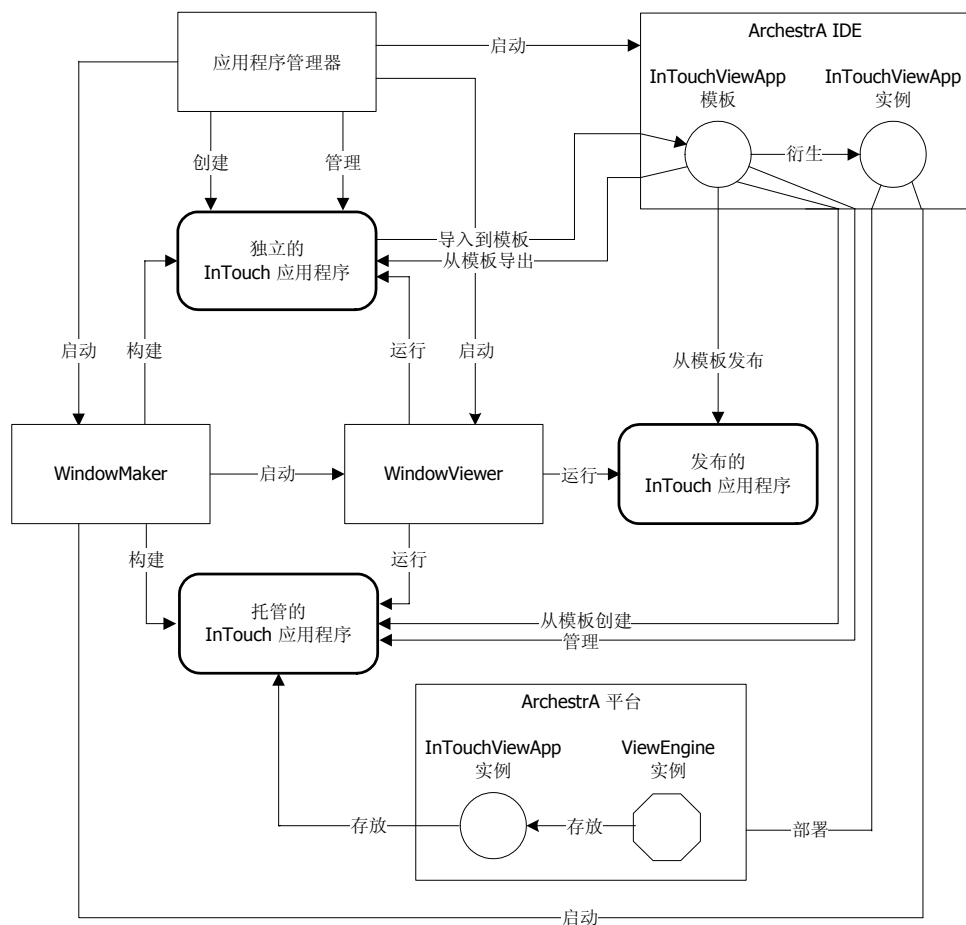 应用程序管理器
启动
ArchestrA IDE
InTouchViewApp
模板
InTouchViewApp
实例
衍生
创建
管理
独立的
InTouch 应用程序
导入到模板
从模板导出
启动
构建
运行
启动
从模板发布
WindowMaker
启动
WindowViewer
运行
发布的
InTouch 应用程序
构建
运行
托管的
InTouch 应用程序
从模板创建
管理
ArchestrA 平台
InTouchViewApp
实例
ViewEngine
实例
存放
存放
部署
启动